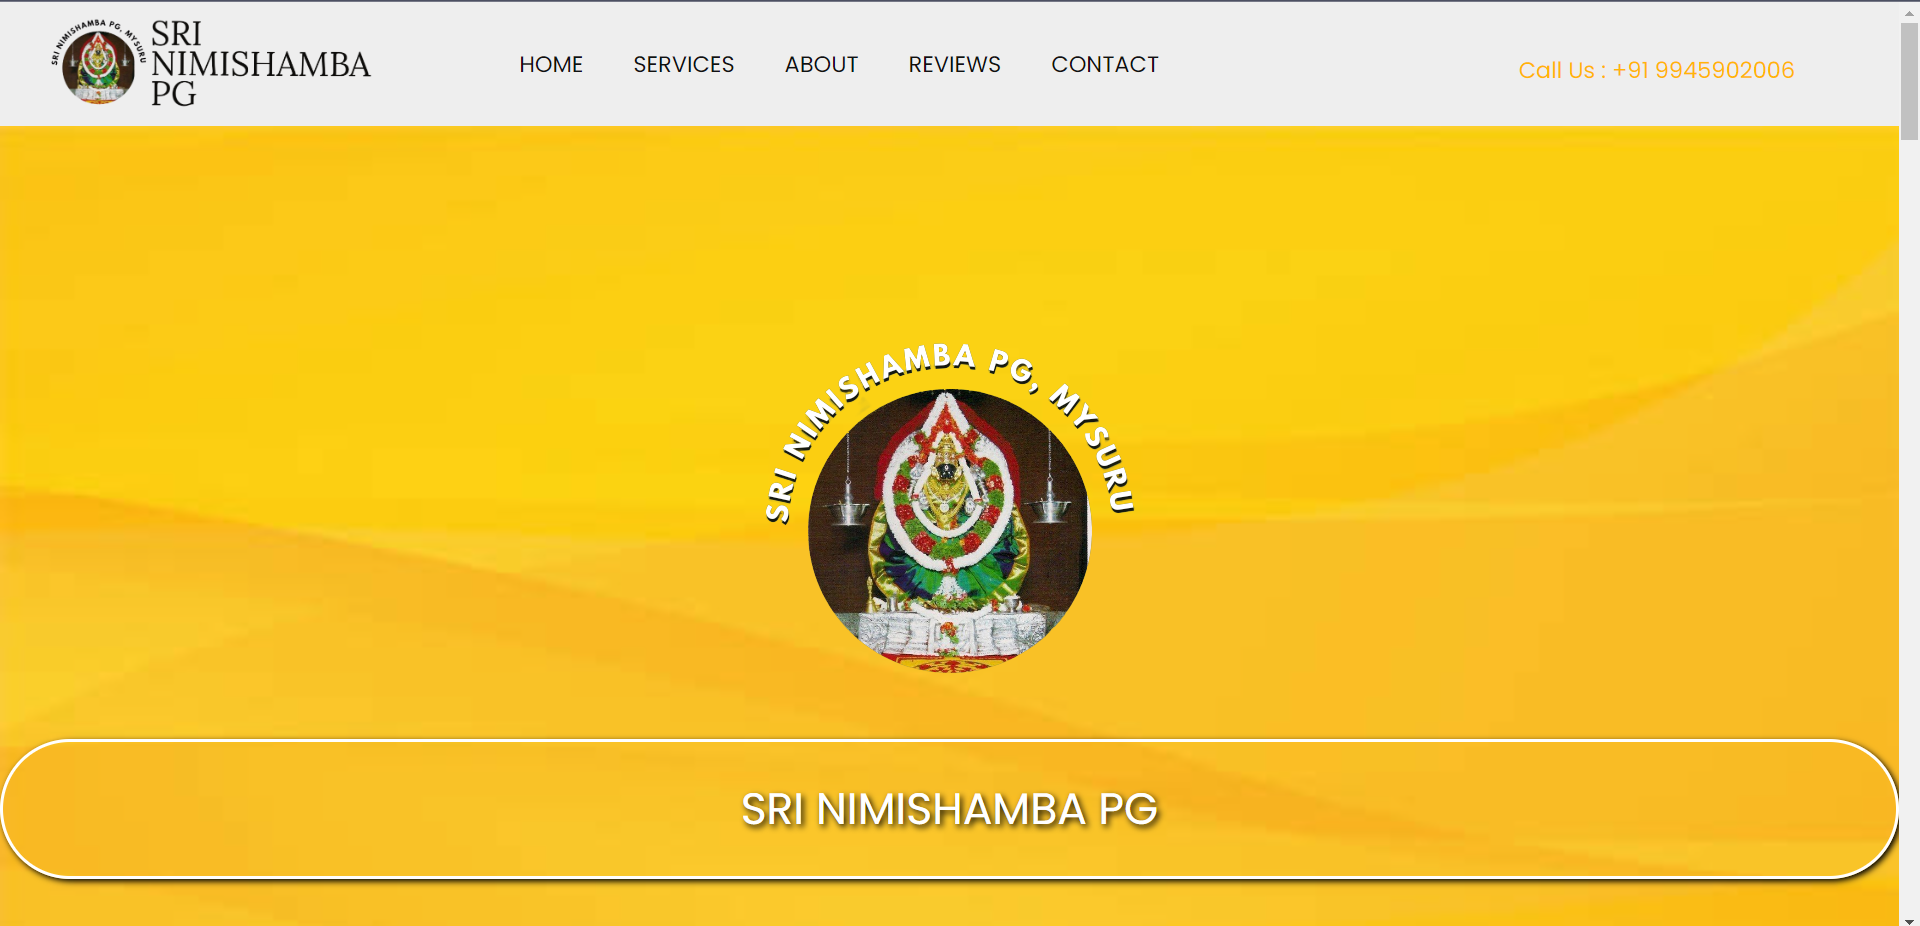 SRI NIMISHAMBA PG, MYSURU
SRI
NIMISHAMBA
PG
HOME SERVICES ABOUT REVIEWS CONTACT
Call Us : +91 9945902006
SRI NIMISHAMBA PG, MYSURU
SRI NIMISHAMBA PG